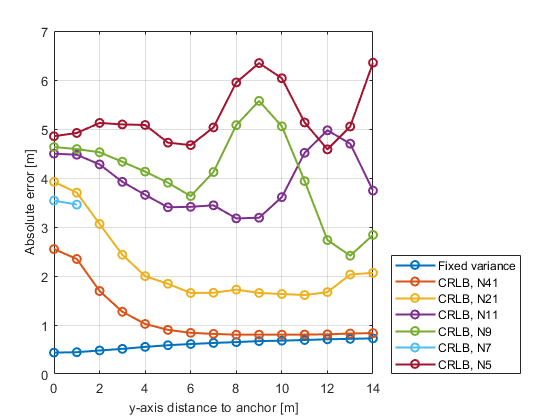 7
6
5
4
3
2
1
0
Absolute error [m]
0 2 4 6 8 10 12 14
y-axis distance to anchor [m]
Fixed variance
CRLB, N41
CRLB, N21
CRLB, N11
CRLB, N9
CRLB, N7
CRLB, N5